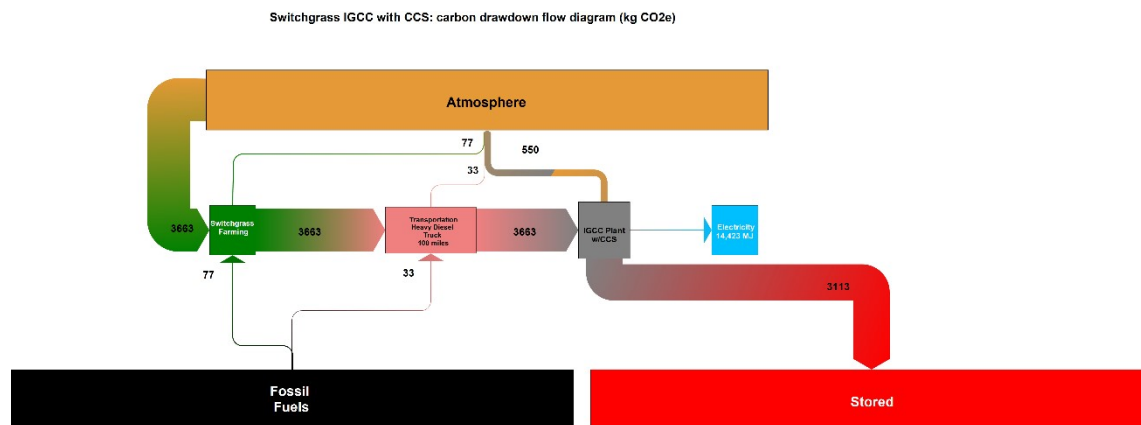 Switchgrass IGCC with CCS: carbon drawdown flow diagram (kg CO2e)
Atmosphere
77
550
33
3663
Switchgrass
Farming
3663
Transportation
Heavy Diesel
Truck
100 miles
3663
IGCC Plant
w/CCS
Electricity
14,423 MJ
77
33
3113
Fossil
Fuels
Stored